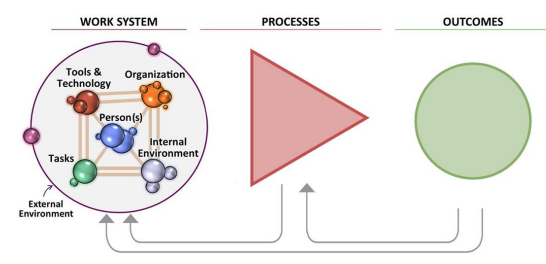 WORK SYSTEM
PROCESSES
OUTCOMES
Tools &
Technology
Organization
Person(s)
Internal
Environment
Tasks
External
Environment